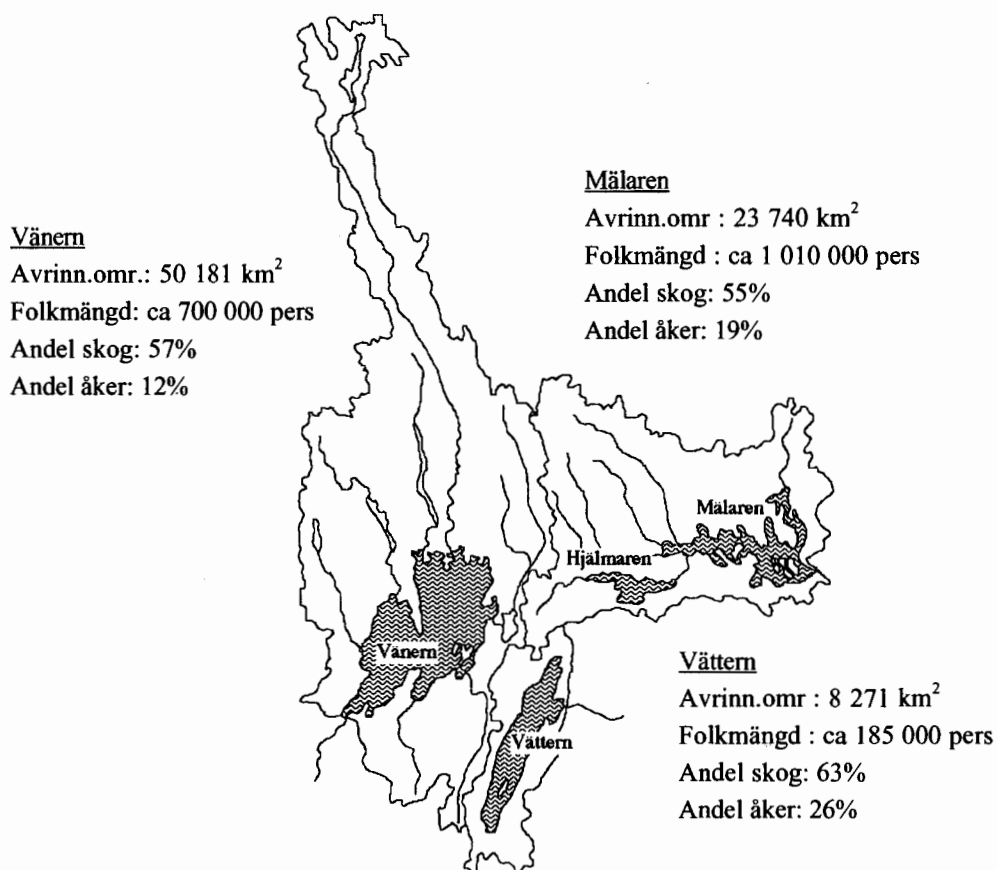 Vänern
Avrinn.omr.: 50 181 km²
Folkmängd: ca 700 000 pers
Andel skog: 57%
Andel åker: 12%
Mälaren
Avrinn.omr : 23 740 km²
Folkmängd : ca 1 010 000 pers
Andel skog: 55%
Andel åker: 19%
Mälaren
Hjälmaren
Vänern
Vättern
Vättern
Avrinn.omr : 8 271 km²
Folkmängd : ca 185 000 pers
Andel skog: 63%
Andel åker: 26%